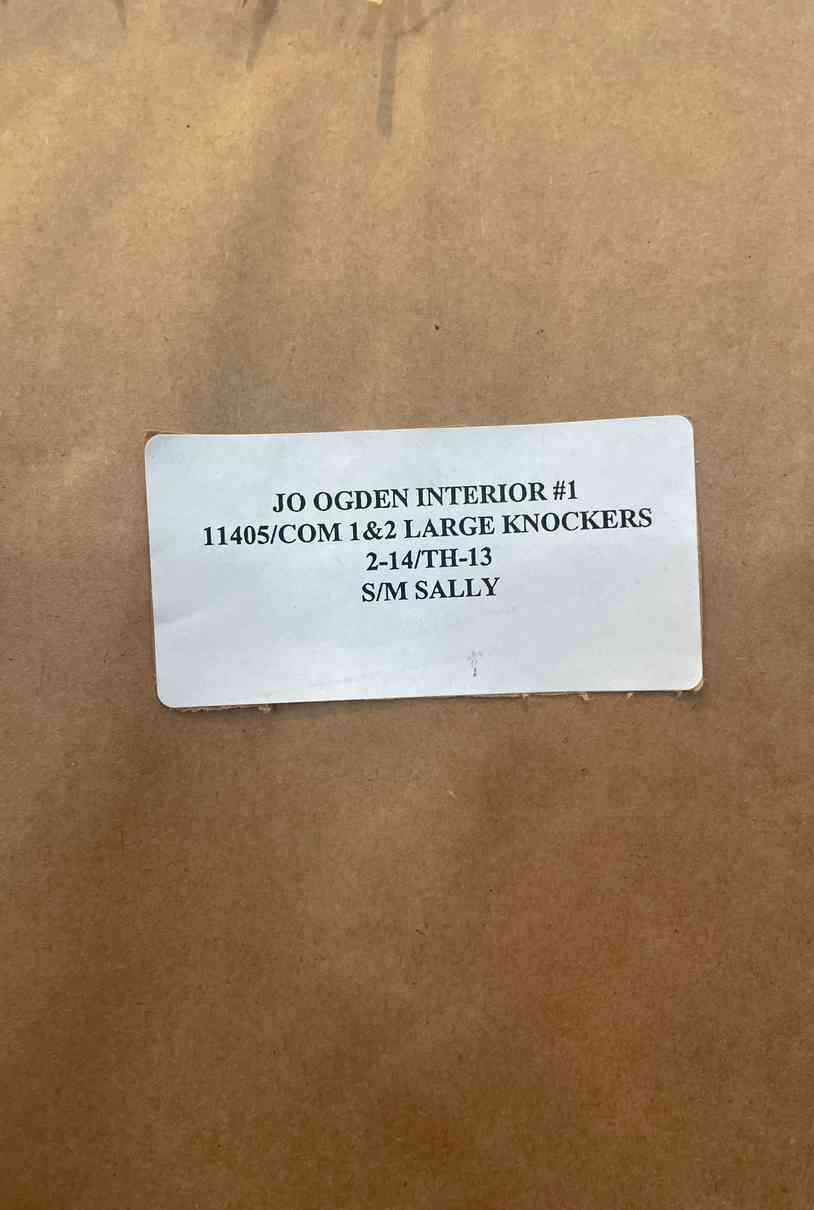 JO OGDEN INTERIOR #1
11405/COM 1&2 LARGE KNOCKERS
2-14/TH-13
S/M SALLY